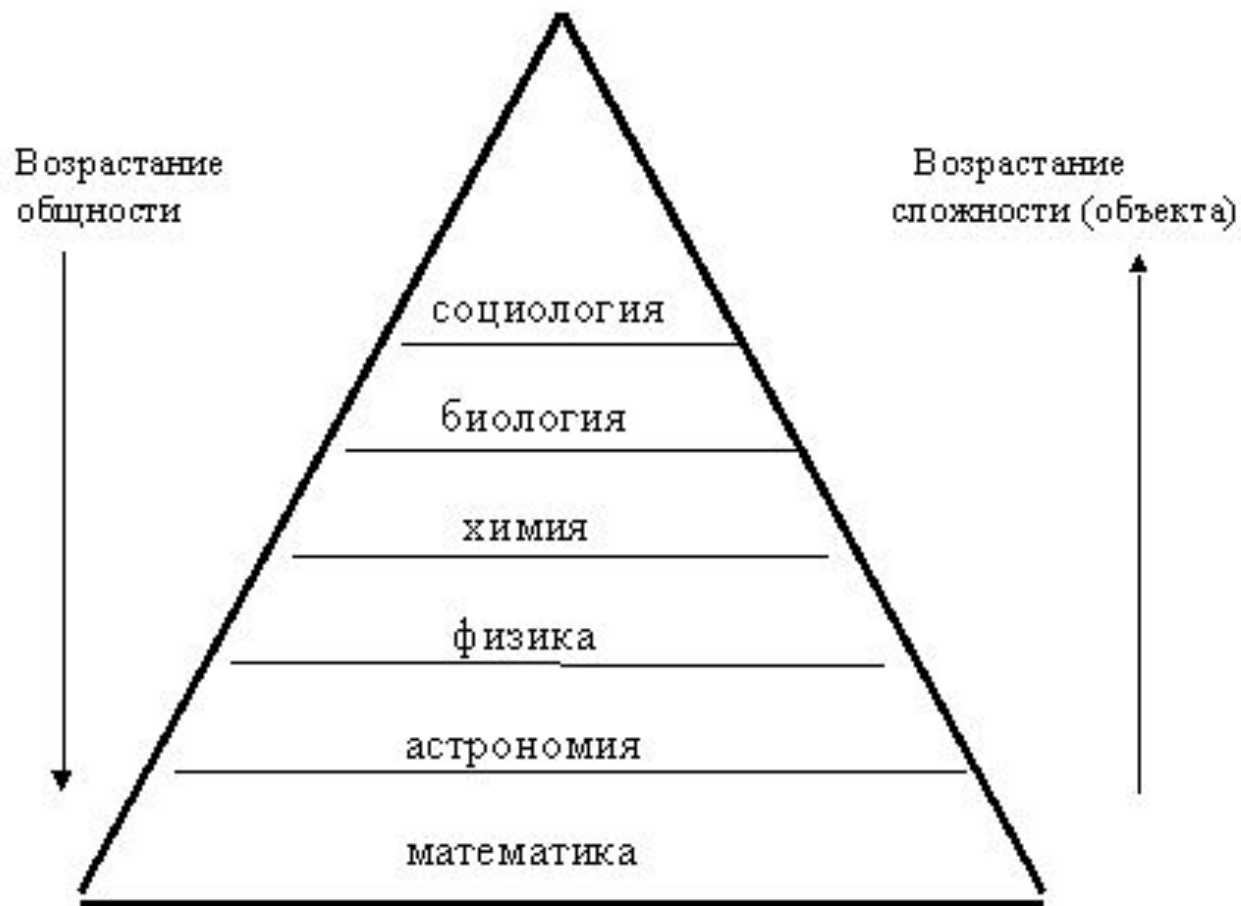 Возрастание
общности
Возрастание
сложности (объекта)
социология
биология
химия
физика
астрономия
математика